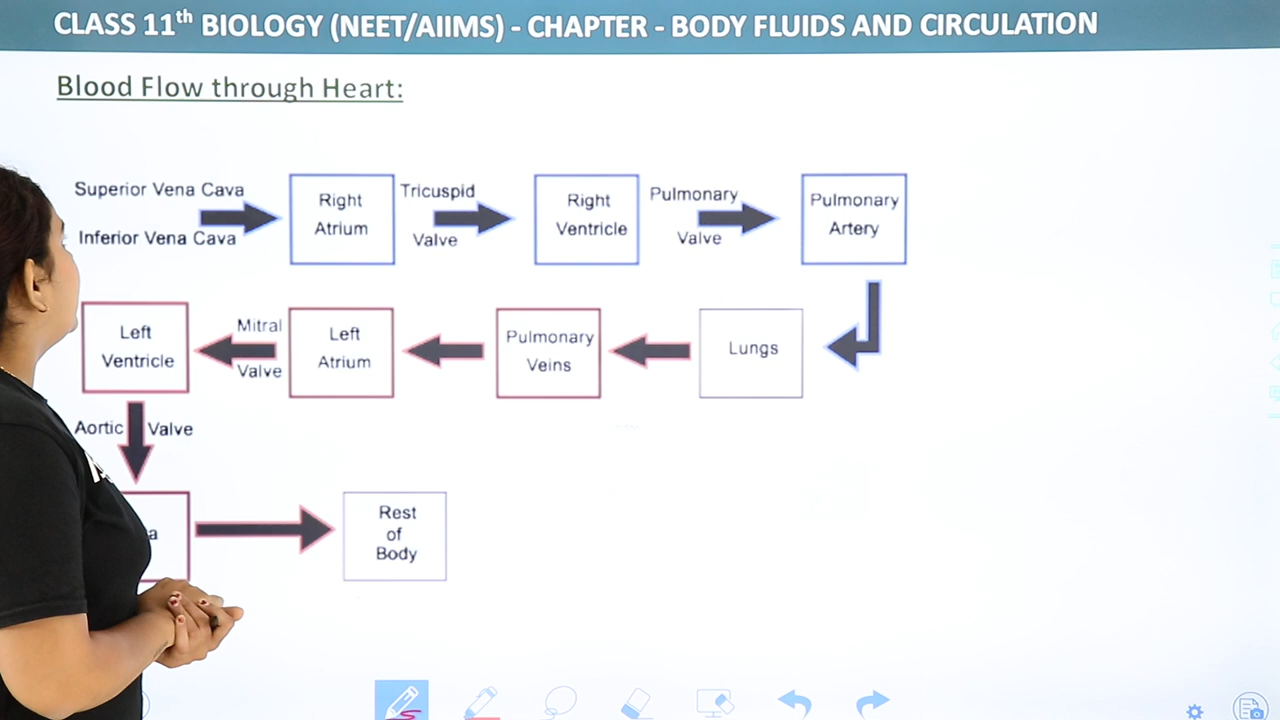 CLASS 11th BIOLOGY (NEET/AIIMS) - CHAPTER - BODY FLUIDS AND CIRCULATION
Blood Flow through Heart:
Superior Vena Cava
Inferior Vena Cava
Right
Atrium
Tricuspid
Valve
Right
Ventricle
Pulmonary
Valve
Pulmonary
Artery
Left
Ventricle
Mitral
Valve
Left
Atrium
Pulmonary
Veins
Lungs
Aortic Valve
a
Rest
of
Body